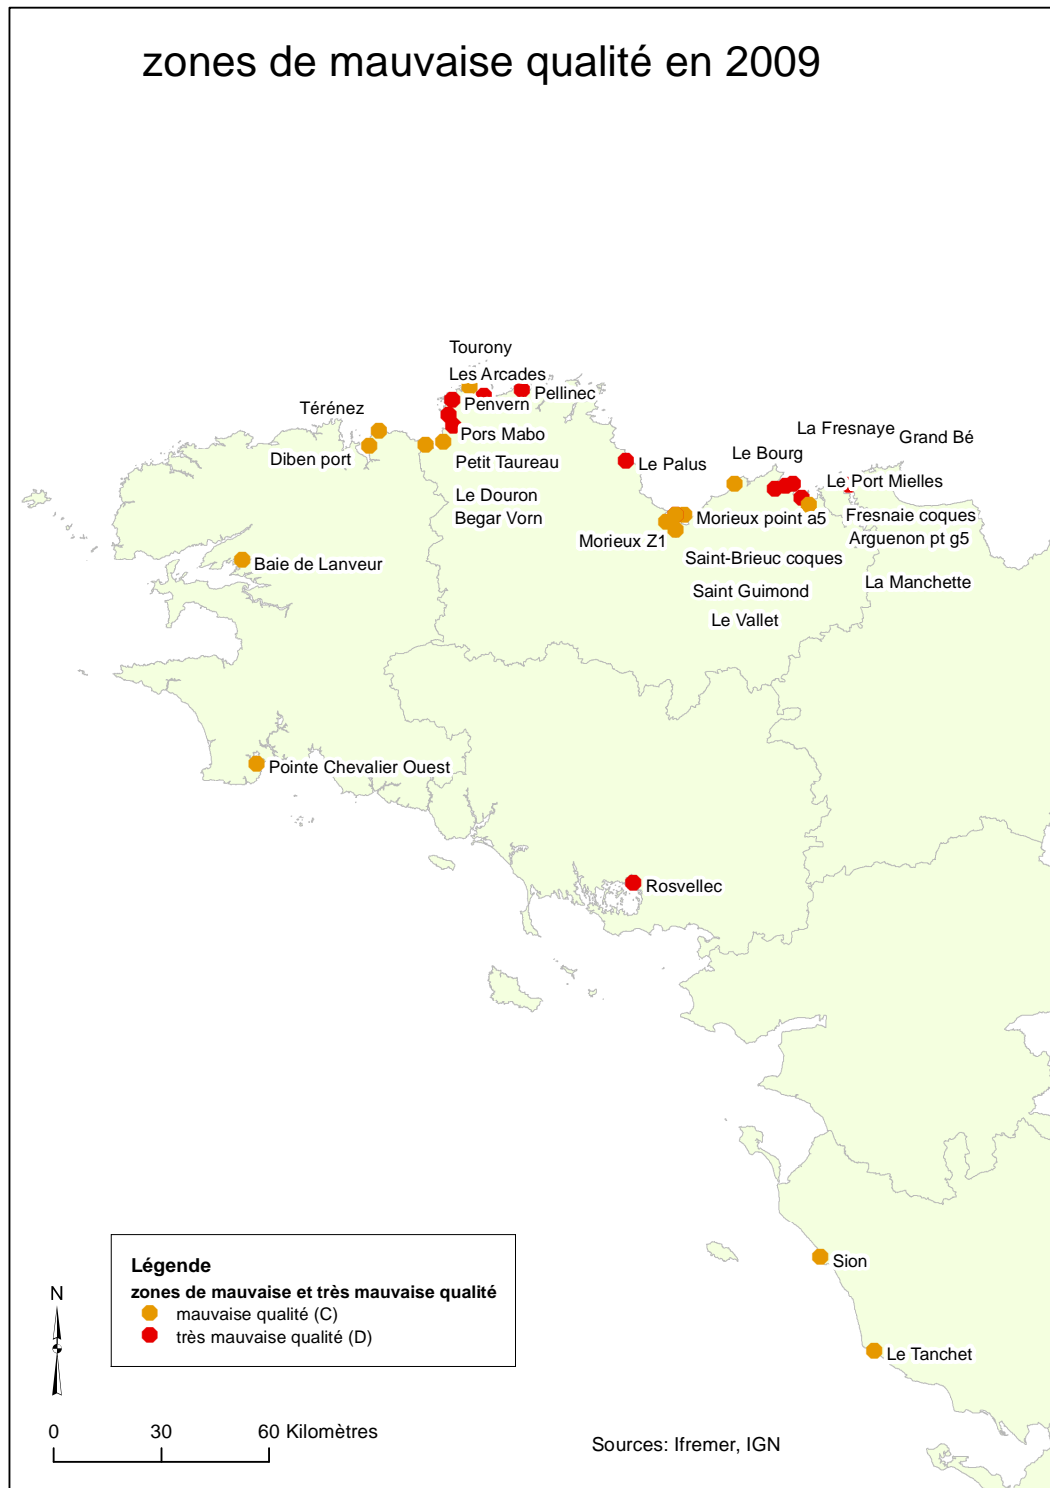 zones de mauvaise qualité en 2009
Tourony
Les Arcades
Pellinec
Penvern
Térénez
Pors Mabo
Diben port
Petit Taureau
Le Douron
Begar Vorn
La Fresnaye
Grand Bé
Le Bourg
Le Palus
Le Port Mielles
Morieux point a5
Fresnaie coques
Morieux Z1
Arguenon pt g5
Saint-Brieuc coques
La Manchette
Saint Guimond
Le Vallet
Baie de Lanveur
Pointe Chevalier Ouest
Rosvellec
Sion
Le Tanchet
Légende
zones de mauvaise et très mauvaise qualité
mauvaise qualité (C)
très mauvaise qualité (D)
N
0 30 60 Kilomètres
Sources: Ifremer, IGN